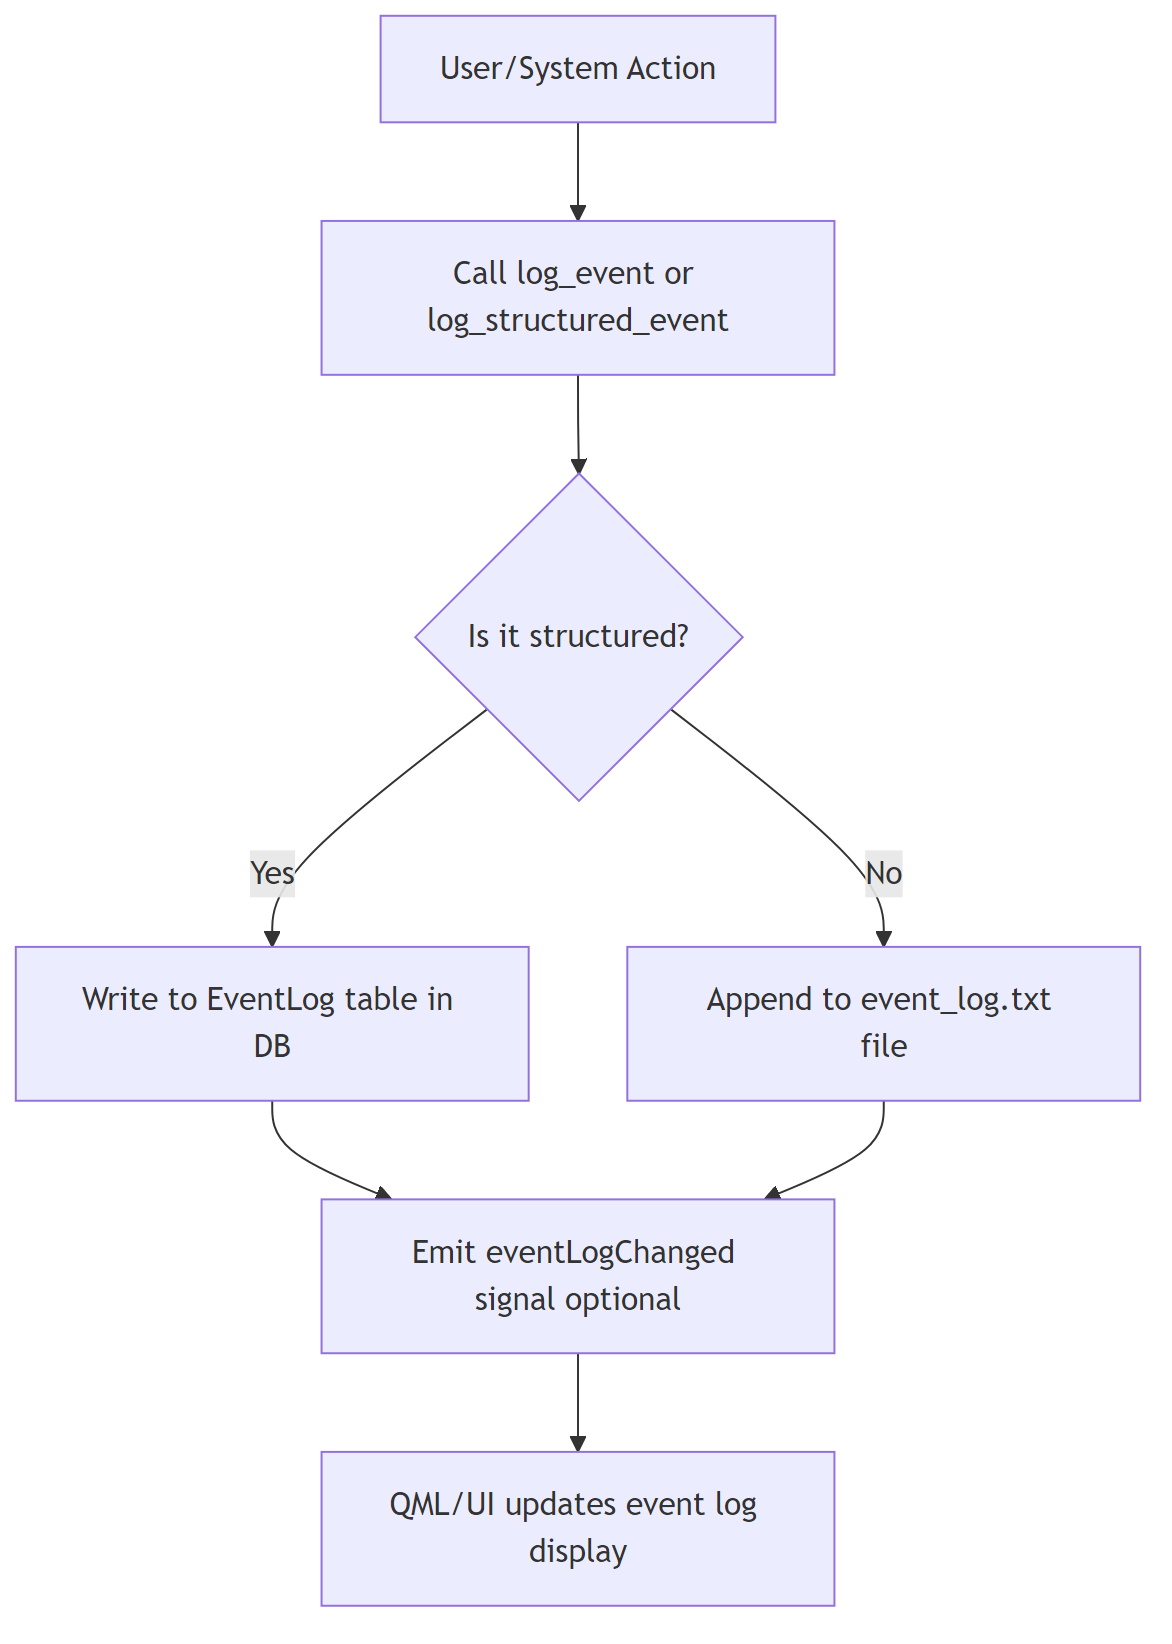 User/System Action
Call log_event or
log_structured_event
Is it structured?
Yes
No
Write to EventLog table in
DB
Append to event_log.txt
file
Emit eventLogChanged
signal optional
QML/UI updates event log
display